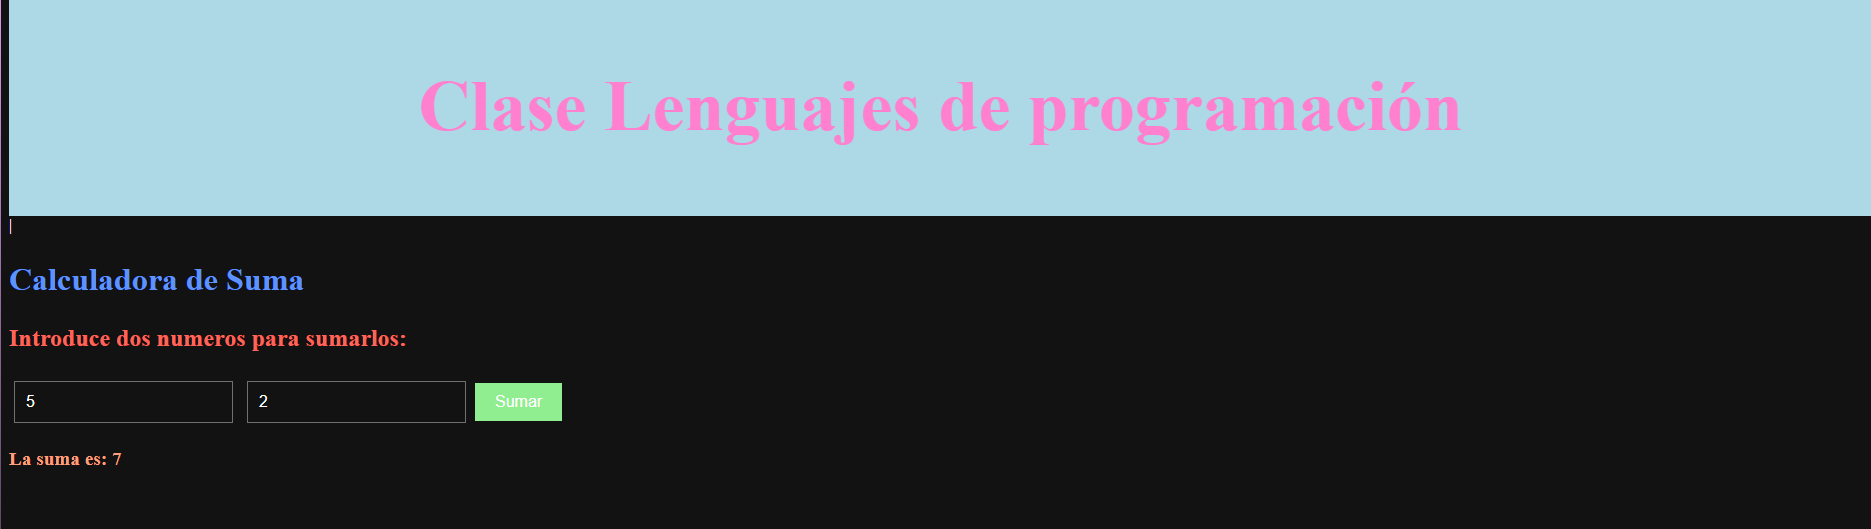 Clase Lenguajes de programación
|
Calculadora de Suma
Introduce dos numeros para sumarlos:
5 2 Sumar
La suma es: 7